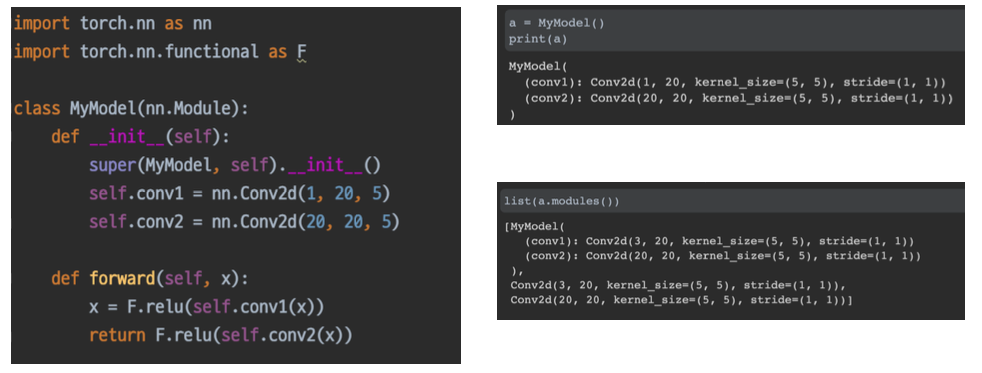 import torch.nn as nn
import torch.nn.functional as F
class MyModel(nn.Module):
    def __init__(self):
        super(MyModel, self).__init__()
        self.conv1 = nn.Conv2d(1, 20, 5)
        self.conv2 = nn.Conv2d(20, 20, 5)
    def forward(self, x):
        x = F.relu(self.conv1(x))
        return F.relu(self.conv2(x))
a = MyModel()
print(a)
MyModel(
  (conv1): Conv2d(1, 20, kernel_size=(5, 5), stride=(1, 1))
  (conv2): Conv2d(20, 20, kernel_size=(5, 5), stride=(1, 1))
)
list(a.modules())
[MyModel(
   (conv1): Conv2d(3, 20, kernel_size=(5, 5), stride=(1, 1))
   (conv2): Conv2d(20, 20, kernel_size=(5, 5), stride=(1, 1))
 ),
 Conv2d(3, 20, kernel_size=(5, 5), stride=(1, 1)),
 Conv2d(20, 20, kernel_size=(5, 5), stride=(1, 1))]